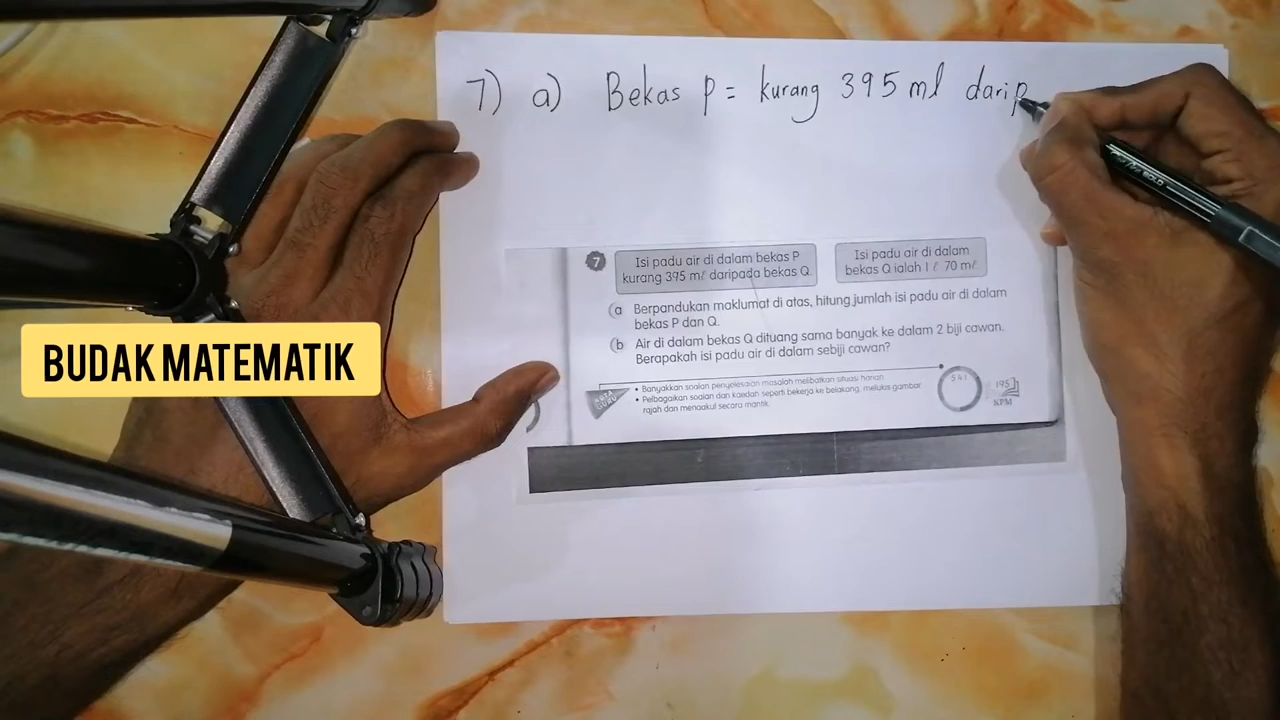 7) a) Bekas P = kurang 395 ml darip
7
Isi padu air di dalam bekas P
kurang 395 mℓ daripada bekas Q.
Isi padu air di dalam
bekas Q ialah 1 ℓ 70 mℓ.
(a Berpandukan maklumat di atas, hitung jumlah isi padu air di dalam
bekas P dan Q.
(b Air di dalam bekas Q dituang sama banyak ke dalam 2 biji cawan.
Berapakah isi padu air di dalam sebiji cawan?
• Banyakkan soalan penyelesaian masalah melibatkan situasi harian.
• Pelbagaikan soalan dan kaedah seperti bekerja ke belakang, melukis gambar
rajah dan menaakul secara mantik.
5.4.1
195
KPM
BUDAK MATEMATIK